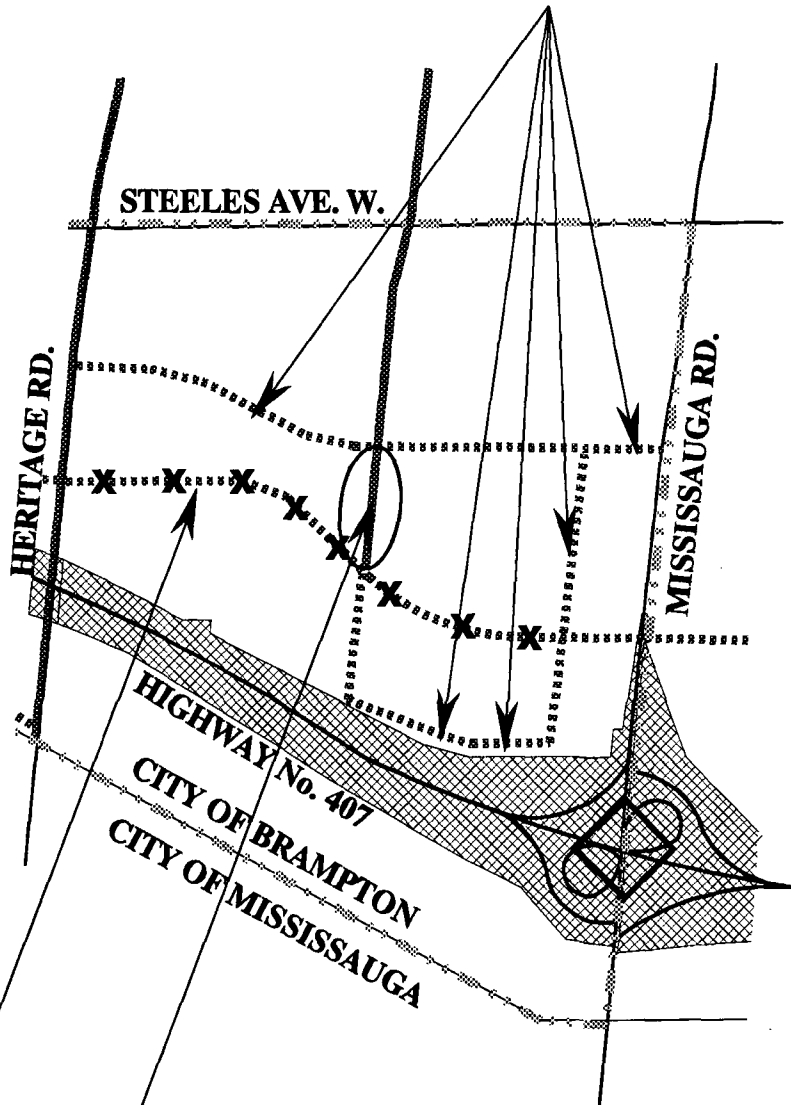 STEELES AVE. W.
HERITAGE RD.
MISSISSAUGA RD.
X X X X X X X X
HIGHWAY No. 407
CITY OF BRAMPTON
CITY OF MISSISSAUGA